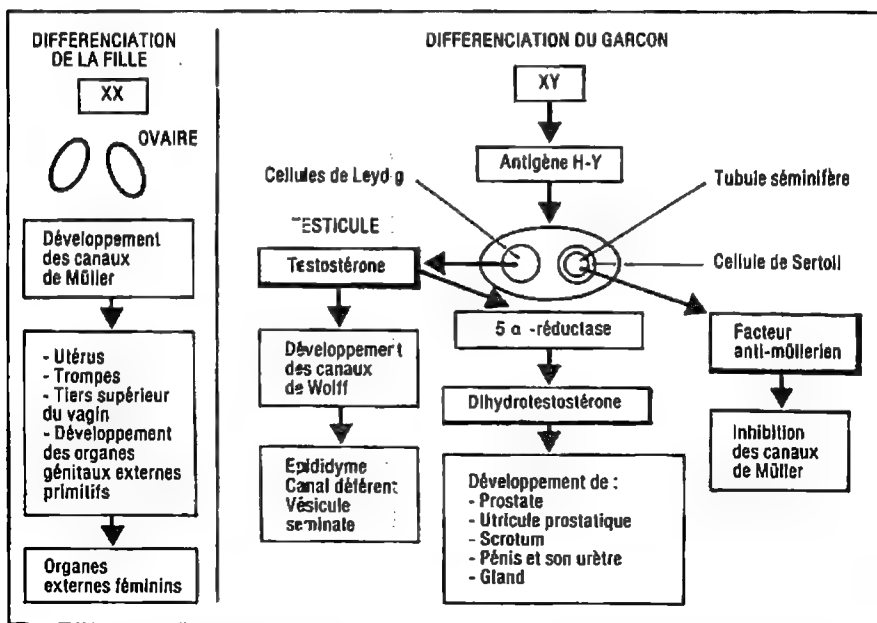 DIFFERENCIATION
DE LA FILLE
XX
OVAIRE
Développement
des canaux
de Müller
- Utérus
- Trompes
- Tiers supérieur
du vagin
- Développement
des organes
génitaux externes
primitifs
Organes
externes féminins
DIFFERENCIATION DU GARCON
XY
Antigène H-Y
Cellules de Leyd g
Tubule séminifère
TESTICULE
Cellule de Sertoli
Testostérone
5 α -réductase
Facteur
anti-müllerien
Développement
des canaux
de Wolff
Dihydrotestostérone
Inhibition
des canaux
de Müller
Epididyme
Canal déférent
Vésicule
seminate
Développement de :
- Prostate
- Utricule prostatique
- Scrotum
- Pénis et son urètre
- Gland